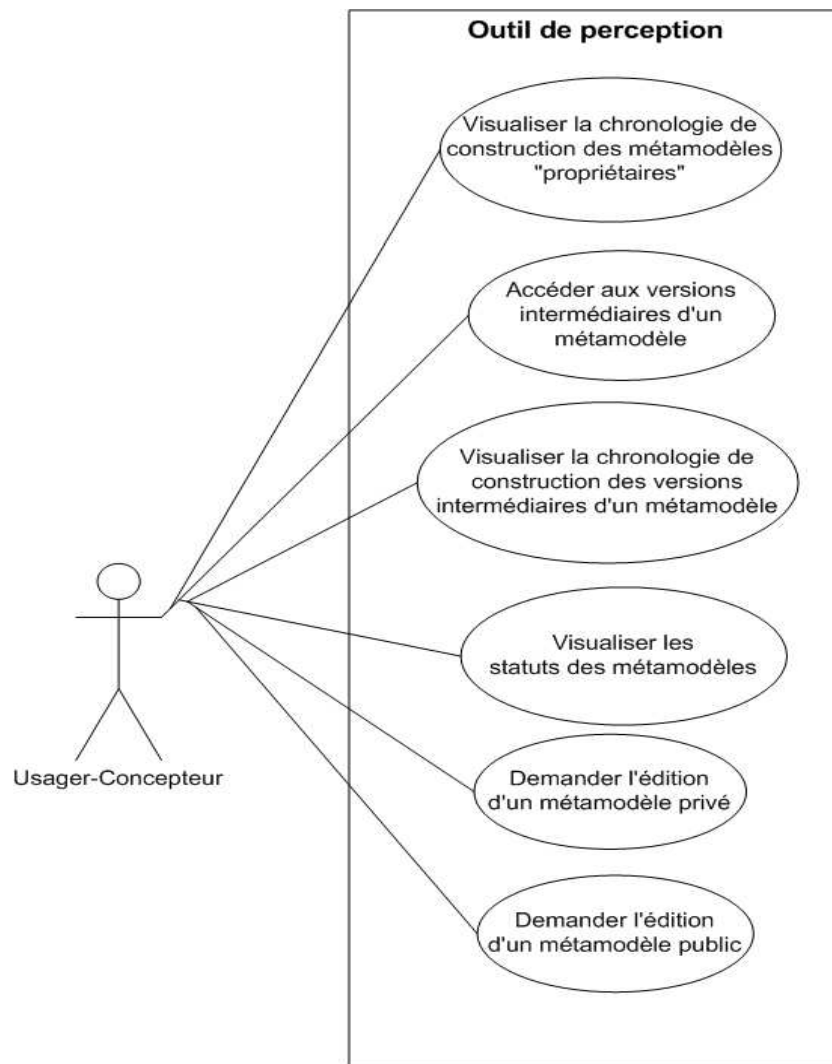 Outil de perception
Visualiser la chronologie de
construction des métamodèles
"propriétaires"
Accéder aux versions
intermédiaires d'un
métamodèle
Visualiser la chronologie de
construction des versions
intermédiaires d'un métamodèle
Visualiser les
statuts des métamodèles
Usager-Concepteur
Demander l'édition
d'un métamodèle privé
Demander l'édition
d'un métamodèle public